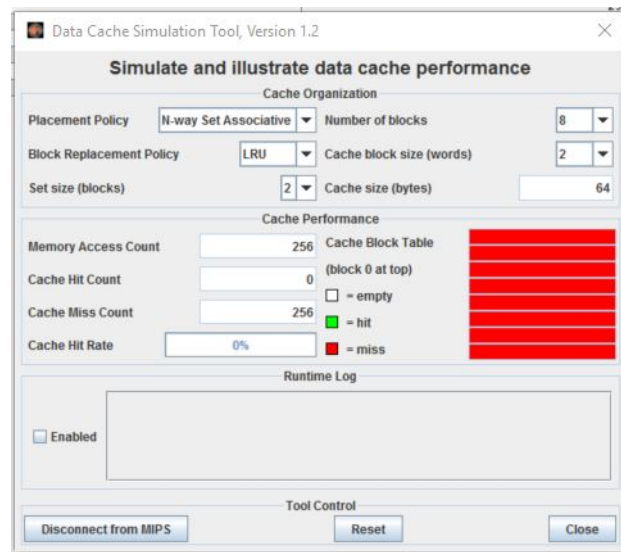 Data Cache Simulation Tool, Version 1.2
Simulate and illustrate data cache performance
Cache Organization
Placement Policy N-way Set Associative Number of blocks 8
Block Replacement Policy LRU Cache block size (words) 2
Set size (blocks) 2 Cache size (bytes) 64
Cache Performance
Memory Access Count 256 Cache Block Table
(block 0 at top)
Cache Hit Count 0
= empty
Cache Miss Count 256
= hit
Cache Hit Rate 0% = miss
Runtime Log
Enabled
Tool Control
Disconnect from MIPS Reset Close